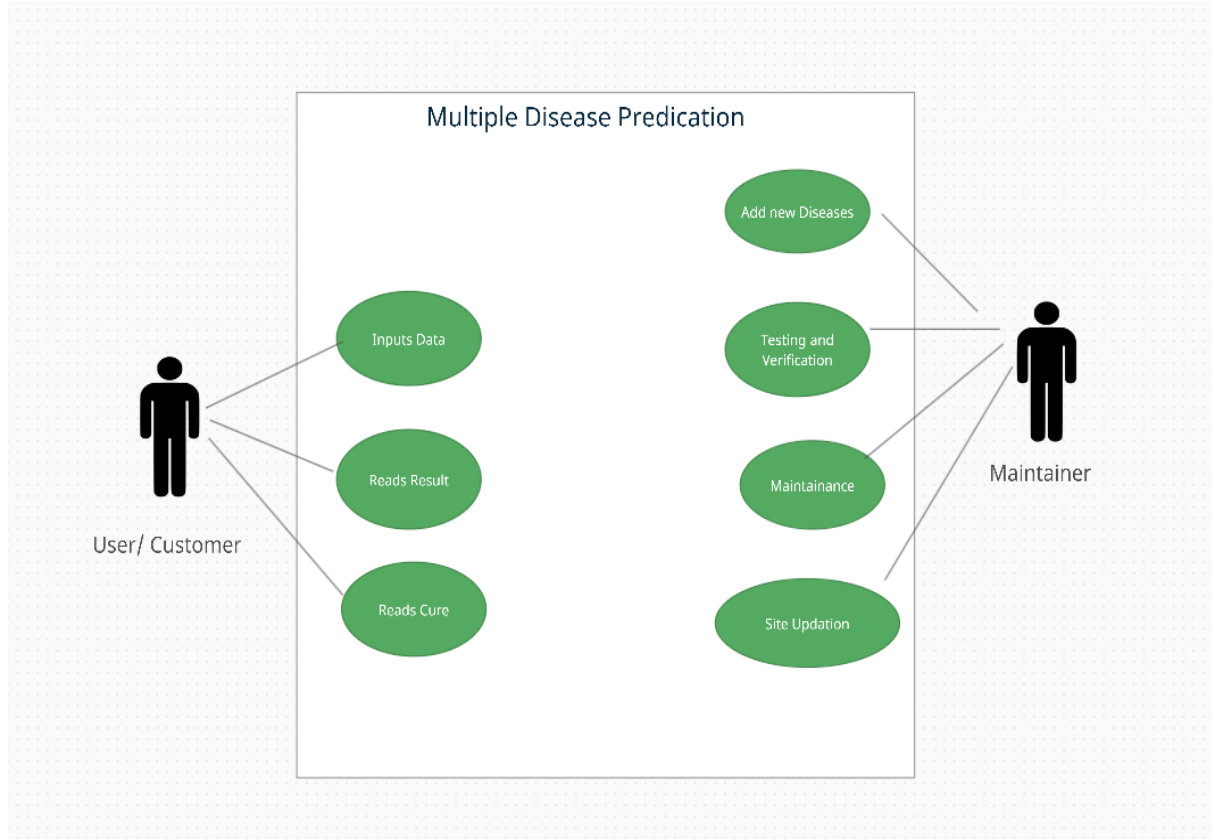 Multiple Disease Predication
Add new Diseases
Inputs Data
Testing and
Verification
Reads Result
Maintainance
Maintainer
User/ Customer
Reads Cure
Site Updation